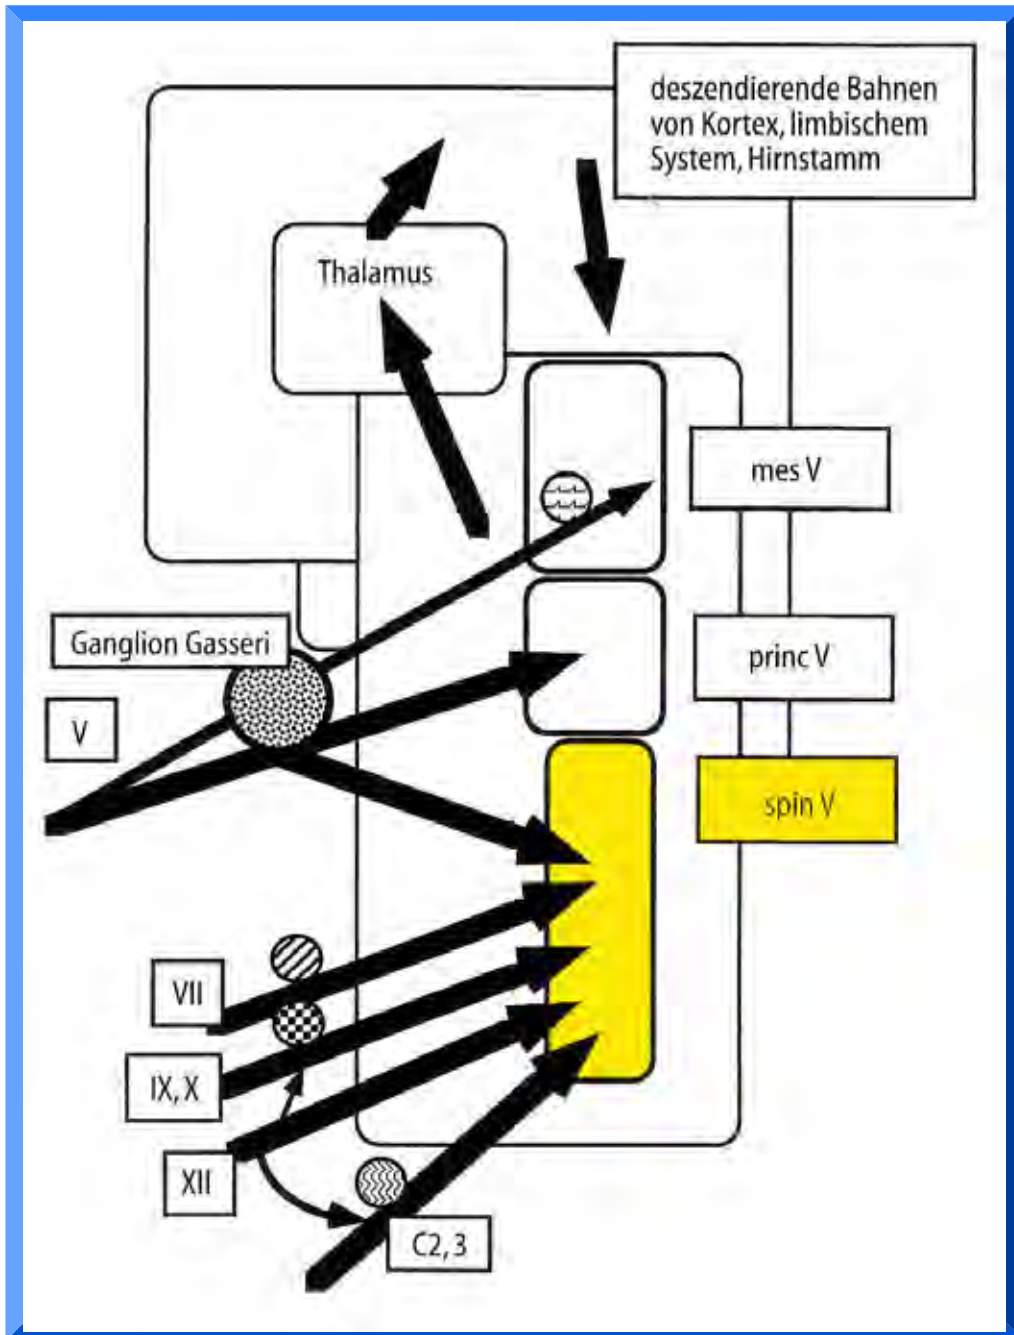 deszendierende Bahnen
von Kortex, limbischem
System, Hirnstamm
Thalamus
mes V
Ganglion Gasseri
princ V
V
spin V
VII
IX, X
XII
C2, 3